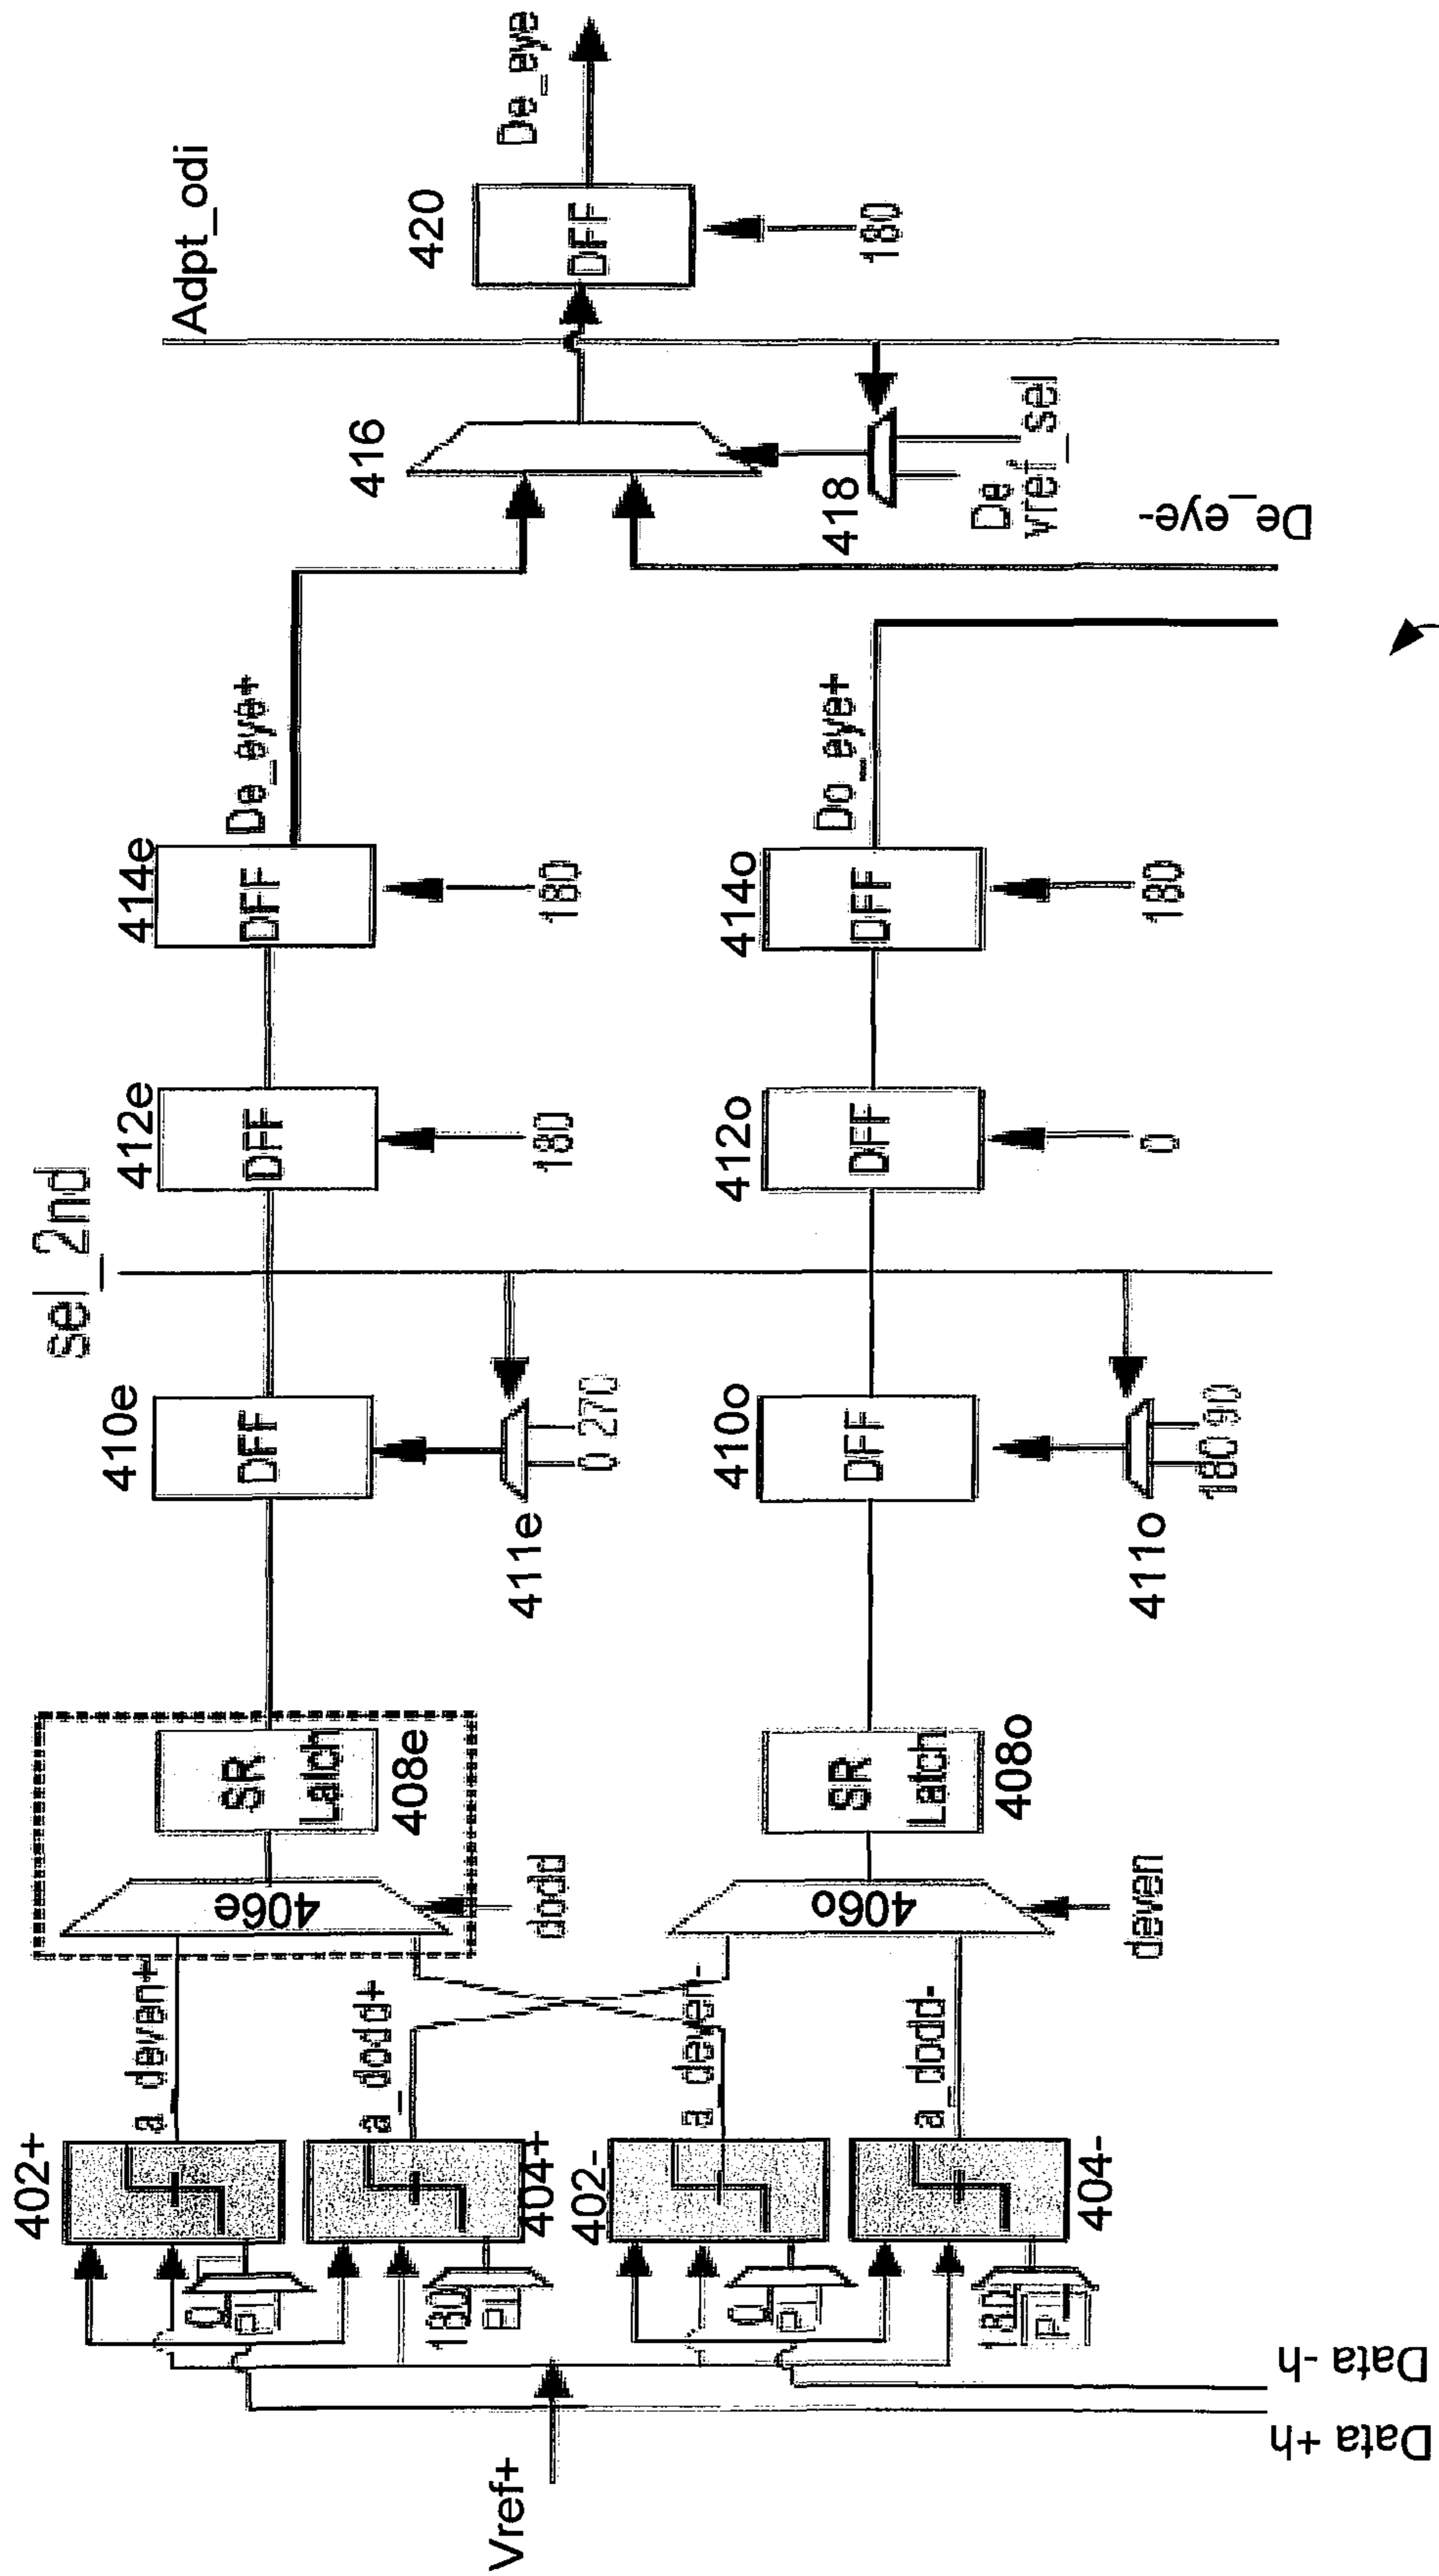 Vref+
Data +h
Data -h
402+
404+
402-
404-
0
PI
180
PI
0
PI
180
PI
a_deven+
a_dodd+
a_deven-
a_dodd-
406e
406o
dodd
deven
SR
Latch
408e
SR
Latch
408o
410e
DFF
411e
0 270
410o
DFF
411o
180 90
sel_2nd
412e
DFF
180
412o
DFF
0
414e
DFF
180
De_eye+
414o
DFF
180
Do_eye+
De_eye-
416
418
De
vref_sel
Adpt_odi
420
DFF
180
De_eye